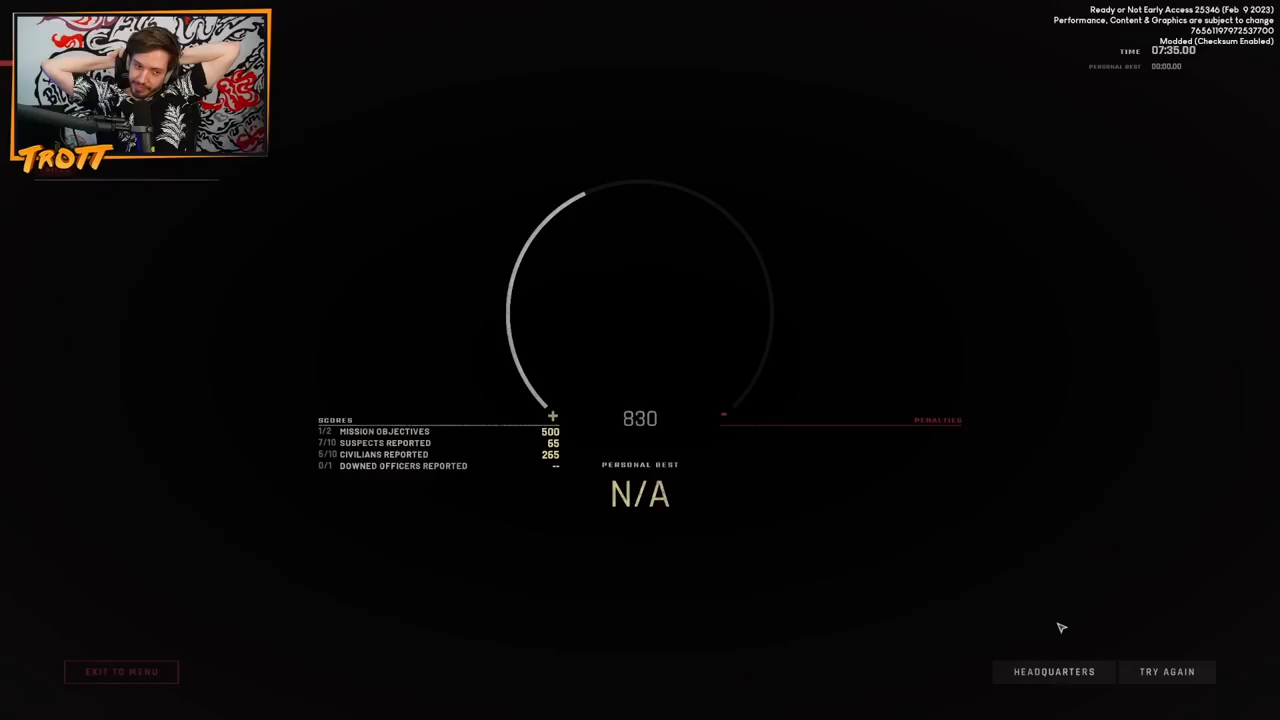 Ready or Not Early Access 25346 (Feb 9 2023)
Performance, Content & Graphics are subject to change
76561197972537700
Modded (Checksum Enabled)
TIME 07:35.00
PERSONAL BEST 00:00.00
TROTT
SCORES +
1/2 MISSION OBJECTIVES 500
7/10 SUSPECTS REPORTED 65
5/10 CIVILIANS REPORTED 265
0/1 DOWNED OFFICERS REPORTED --
830
- PENALTIES
PERSONAL BEST
N/A
EXIT TO MENU
HEADQUARTERS
TRY AGAIN